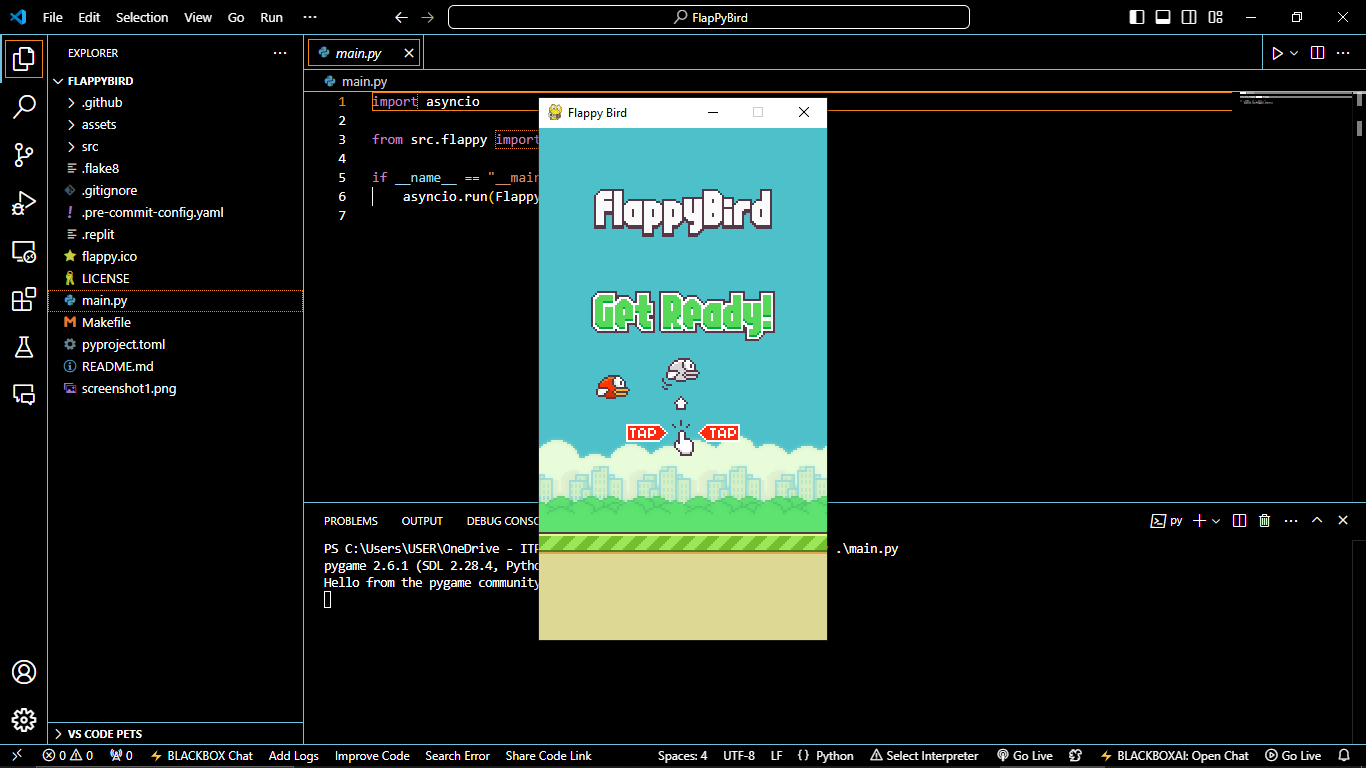 File Edit Selection View Go Run ···
FlapPyBird
EXPLORER
FLAPPYBIRD
.github
assets
src
.flake8
.gitignore
.pre-commit-config.yaml
.replit
flappy.ico
LICENSE
main.py
Makefile
pyproject.toml
README.md
screenshot1.png
VS CODE PETS
main.py
main.py
1 import asyncio
2
3 from src.flappy import
4
5 if __name__ == "__main
6 asyncio.run(Flappy
7
Flappy Bird
FlappyBird
Get Ready!
TAP TAP
PROBLEMS OUTPUT DEBUG CONSO
py
PS C:\Users\USER\OneDrive - ITP .\main.py
pygame 2.6.1 (SDL 2.28.4, Pytho
Hello from the pygame community
0 0 0 BLACKBOX Chat Add Logs Improve Code Search Error Share Code Link Spaces: 4 UTF-8 LF {} Python Select Interpreter Go Live BLACKBOXAI: Open Chat Go Live